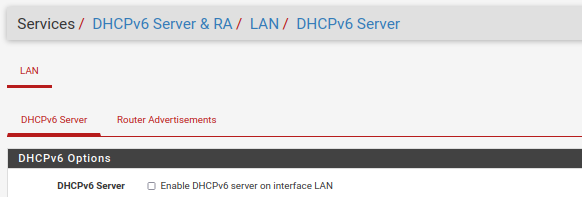 Services / DHCPv6 Server & RA / LAN / DHCPv6 Server
LAN
DHCPv6 Server Router Advertisements
DHCPv6 Options
DHCPv6 Server Enable DHCPv6 server on interface LAN